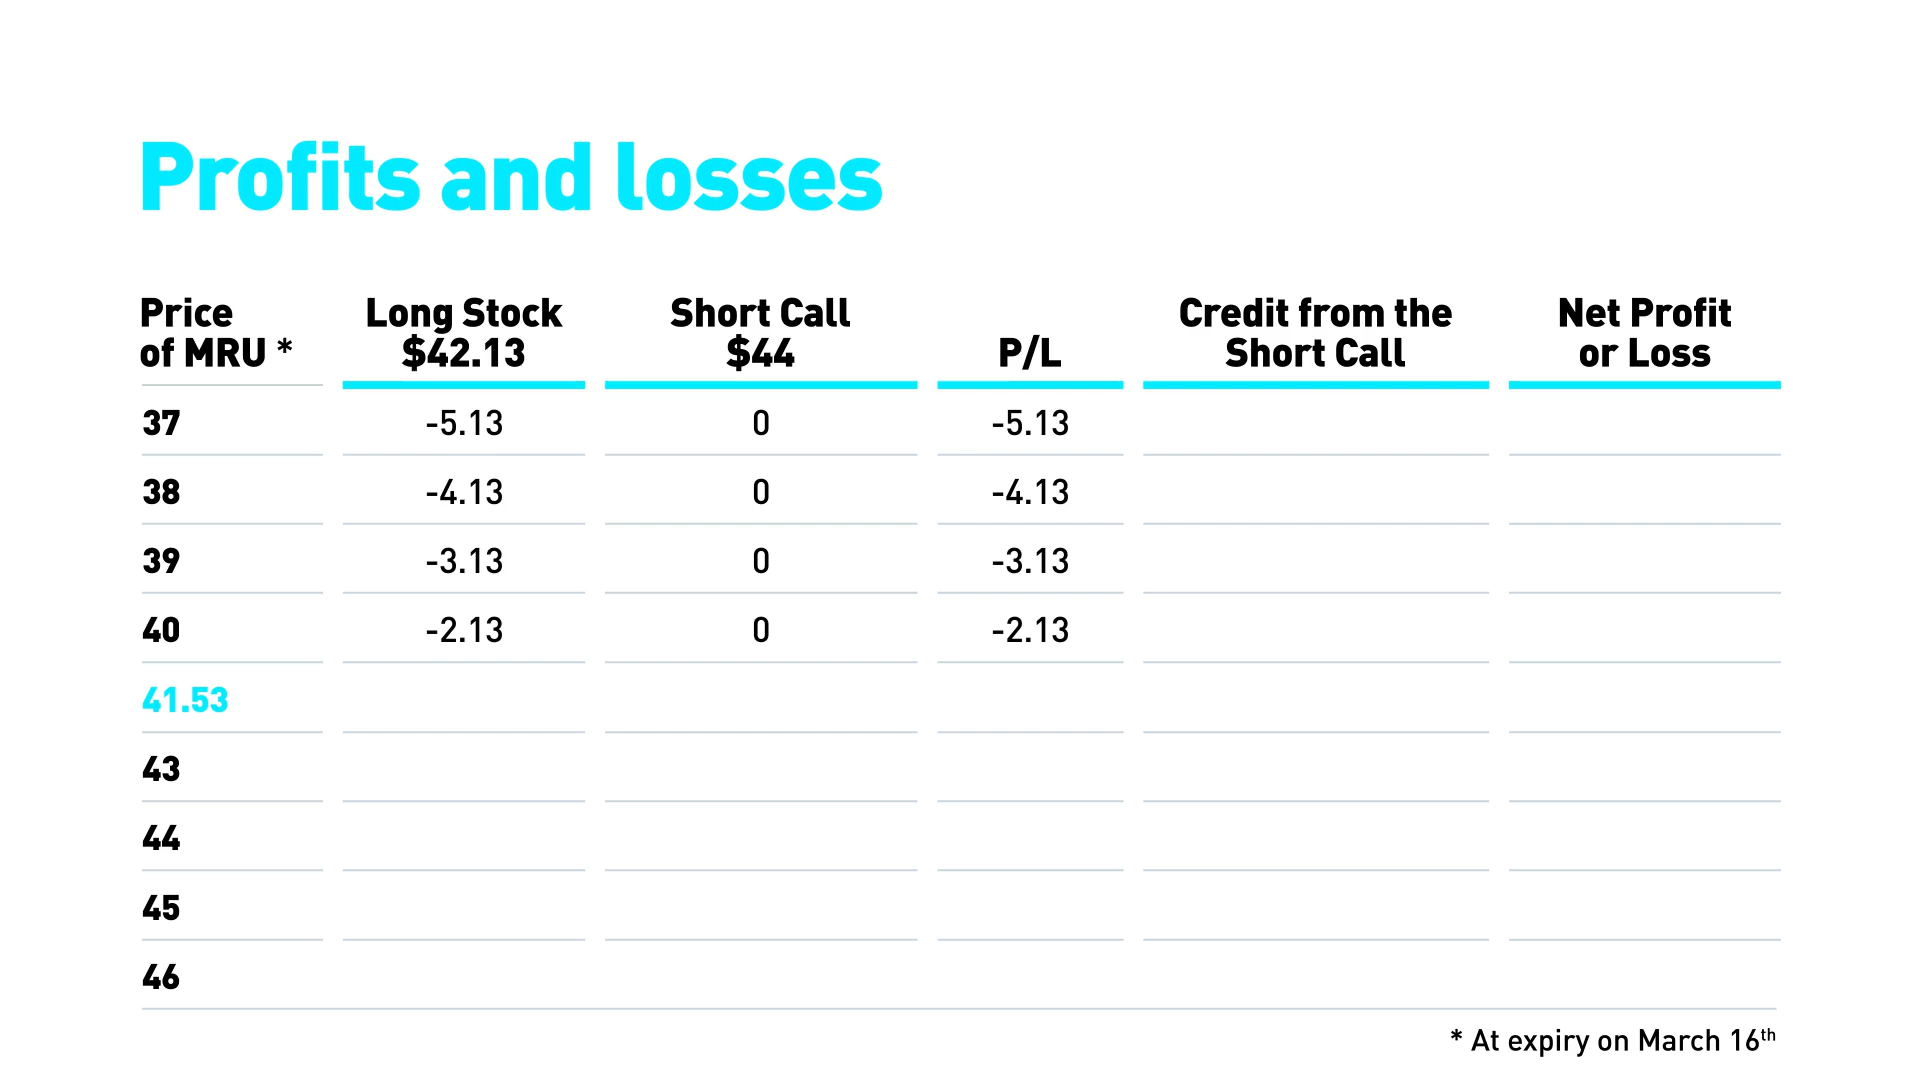 Profits and losses
Price of MRU * Long Stock $42.13 Short Call $44 P/L Credit from the Short Call Net Profit or Loss
37 -5.13 0 -5.13
38 -4.13 0 -4.13
39 -3.13 0 -3.13
40 -2.13 0 -2.13
41.53
43
44
45
46
* At expiry on March 16th